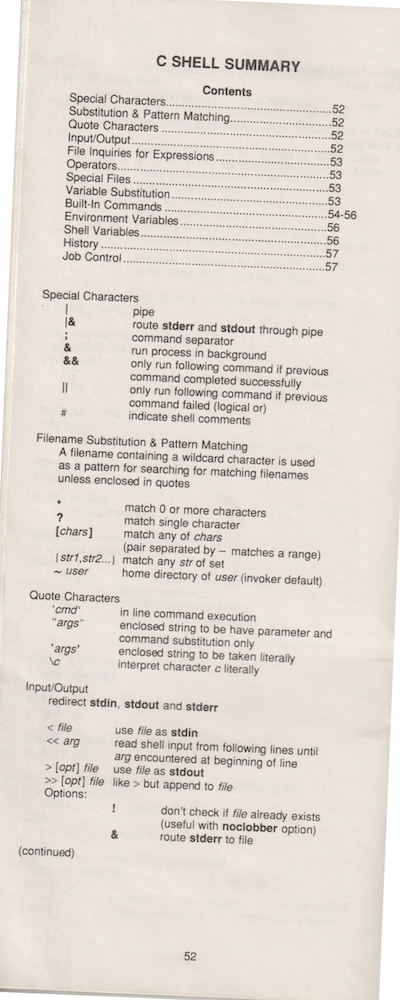 C SHELL SUMMARY
Contents
Special Characters..................................................52
Substitution & Pattern Matching..............................52
Quote Characters ...................................................52
Input/Output............................................................52
File Inquiries for Expressions..................................53
Operators................................................................53
Special Files ...........................................................53
Variable Substitution ...............................................53
Built-In Commands .................................................54-56
Environment Variables............................................56
Shell Variables........................................................56
History ....................................................................57
Job Control.............................................................57
Special Characters
| pipe
|& route stderr and stdout through pipe
; command separator
& run process in background
&& only run following command if previous
command completed successfully
|| only run following command if previous
command failed (logical or)
# indicate shell comments
Filename Substitution & Pattern Matching
A filename containing a wildcard character is used
as a pattern for searching for matching filenames
unless enclosed in quotes
* match 0 or more characters
? match single character
[chars] match any of chars
(pair separated by – matches a range)
{str1,str2...} match any str of set
~ user home directory of user (invoker default)
Quote Characters
'cmd' in line command execution
"args" enclosed string to be have parameter and
command substitution only
'args' enclosed string to be taken literally
\c interpret character c literally
Input/Output
redirect stdin, stdout and stderr
< file use file as stdin
<< arg read shell input from following lines until
arg encountered at beginning of line
> [opt] file use file as stdout
>> [opt] file like > but append to file
Options:
! don't check if file already exists
(useful with noclobber option)
& route stderr to file
(continued)
52